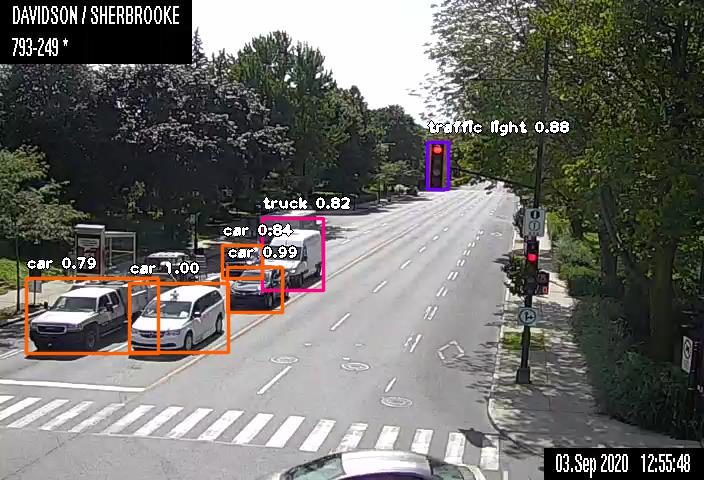 DAVIDSON / SHERBROOKE
793-249 *
traffic light 0.88
truck 0.82
car 0.84
car 0.99
car 0.79
car 1.00
03.Sep 2020 12:55:48